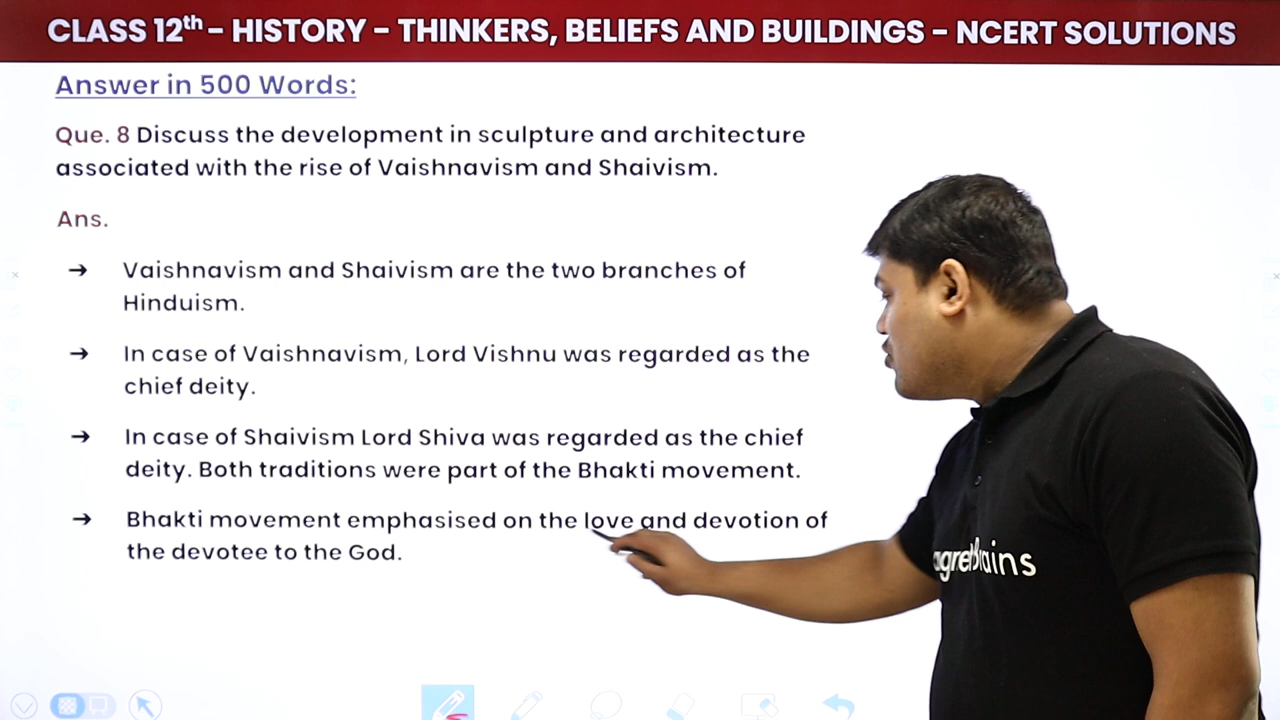 CLASS 12th – HISTORY – THINKERS, BELIEFS AND BUILDINGS – NCERT SOLUTIONS
Answer in 500 Words:
Que. 8 Discuss the development in sculpture and architecture
associated with the rise of Vaishnavism and Shaivism.
Ans.
→ Vaishnavism and Shaivism are the two branches of
Hinduism.
→ In case of Vaishnavism, Lord Vishnu was regarded as the
chief deity.
→ In case of Shaivism Lord Shiva was regarded as the chief
deity. Both traditions were part of the Bhakti movement.
→ Bhakti movement emphasised on the love and devotion of
the devotee to the God.